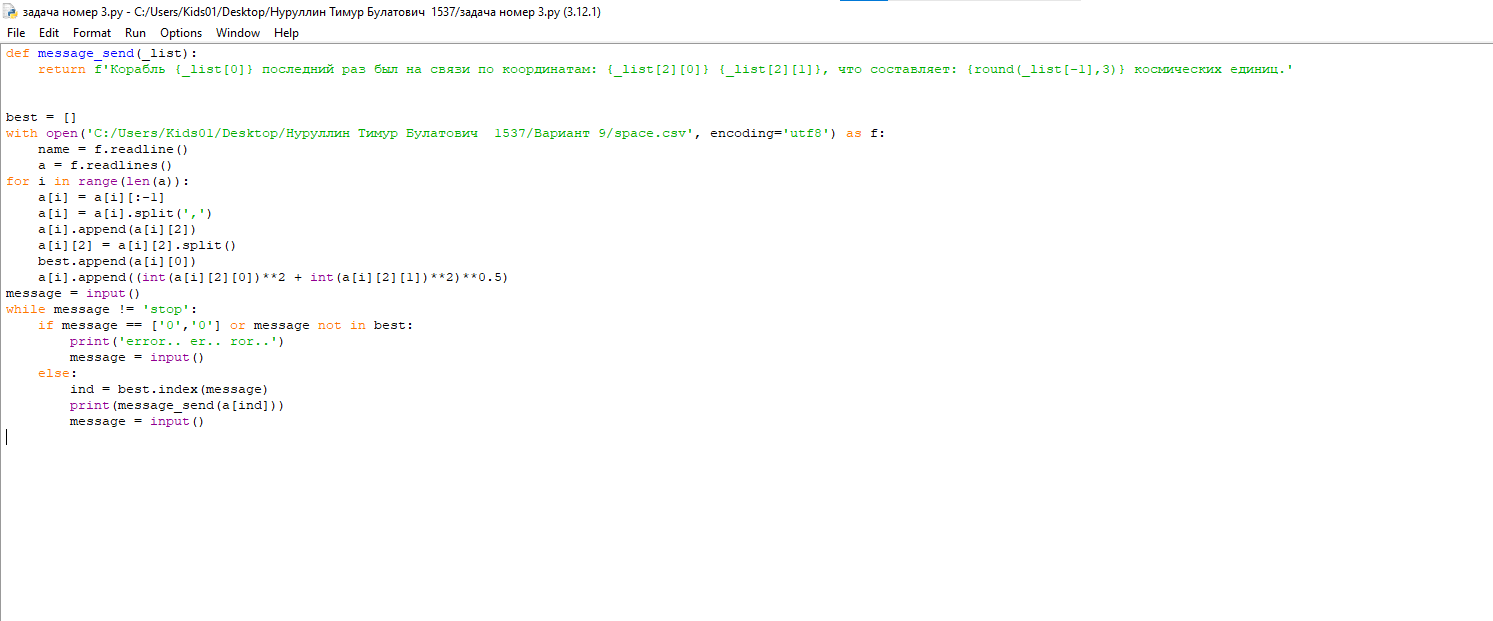 задача номер 3.py - C:/Users/Kids01/Desktop/Нуруллин Тимур Булатович  1537/задача номер 3.py (3.12.1)
File Edit Format Run Options Window Help
def message_send(_list):
    return f'Корабль {_list[0]} последний раз был на связи по координатам: {_list[2][0]} {_list[2][1]}, что составляет: {round(_list[-1],3)} космических единиц.'
best = []
with open('C:/Users/Kids01/Desktop/Нуруллин Тимур Булатович  1537/Вариант 9/space.csv', encoding='utf8') as f:
    name = f.readline()
    a = f.readlines()
for i in range(len(a)):
    a[i] = a[i][:-1]
    a[i] = a[i].split(',')
    a[i].append(a[i][2])
    a[i][2] = a[i][2].split()
    best.append(a[i][0])
    a[i].append((int(a[i][2][0])**2 + int(a[i][2][1])**2)**0.5)
message = input()
while message != 'stop':
    if message == ['0','0'] or message not in best:
        print('error.. er.. ror..')
        message = input()
    else:
        ind = best.index(message)
        print(message_send(a[ind]))
        message = input()